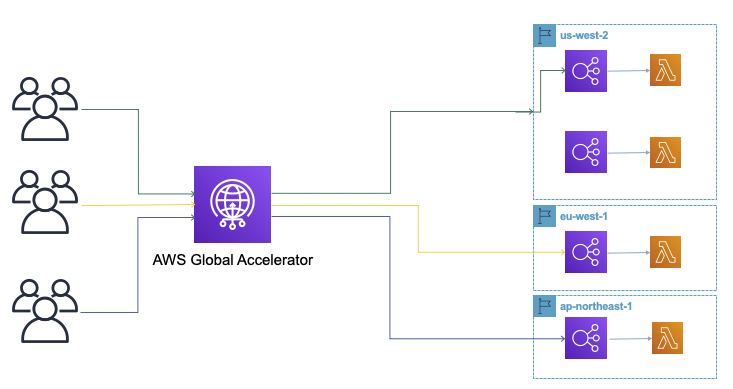 us-west-2
AWS Global Accelerator
eu-west-1
ap-northeast-1